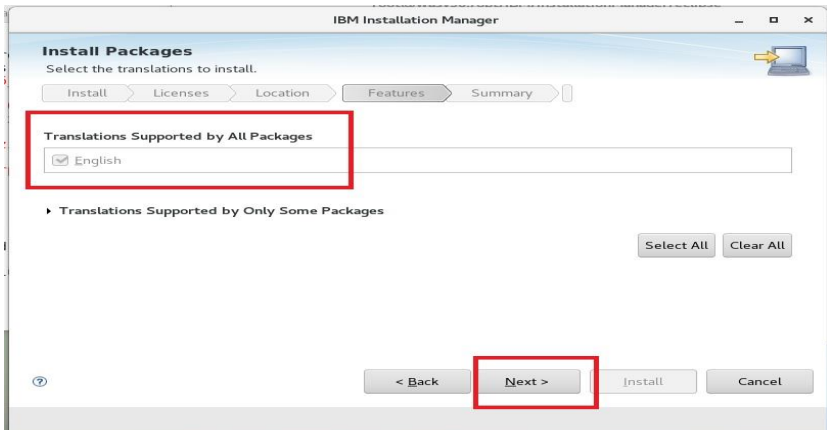 IBM Installation Manager
Install Packages
Select the translations to install.
Install Licenses Location Features Summary
Translations Supported by All Packages
English
Translations Supported by Only Some Packages
Select All Clear All
< Back Next > Install Cancel